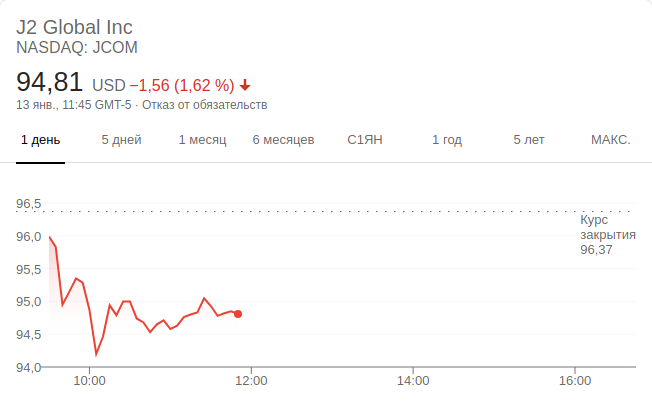 J2 Global Inc
NASDAQ: JCOM
94,81 USD −1,56 (1,62 %)
13 янв., 11:45 GMT-5 · Отказ от обязательств
1 день 5 дней 1 месяц 6 месяцев С1ЯН 1 год 5 лет МАКС.
96,5
Курс
закрытия
96,37
96,0
95,5
95,0
94,5
94,0
10:00 12:00 14:00 16:00